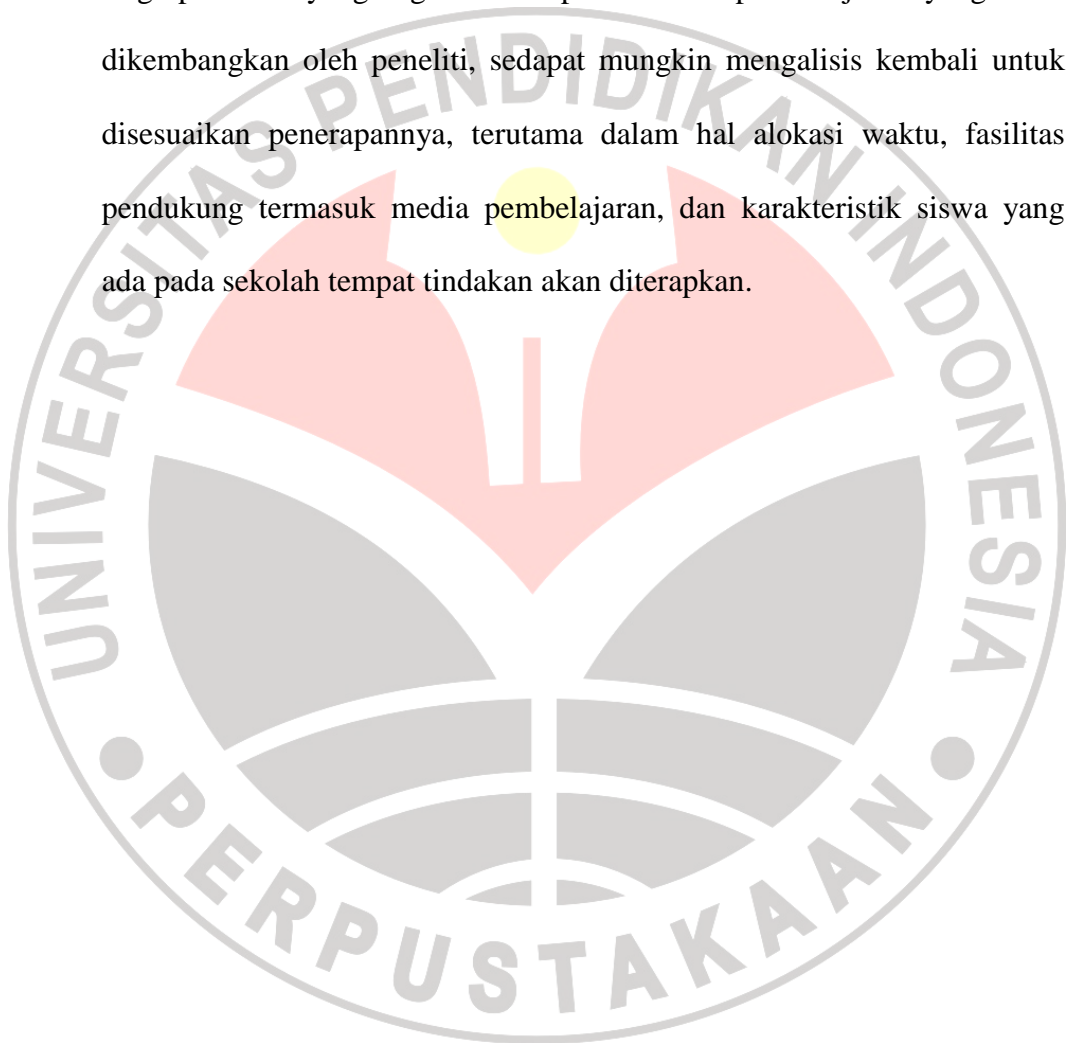 dikembangkan oleh peneliti, sedapat mungkin mengalisis kembali untuk
disesuaikan penerapannya, terutama dalam hal alokasi waktu, fasilitas
pendukung termasuk media pembelajaran, dan karakteristik siswa yang
ada pada sekolah tempat tindakan akan diterapkan.
UNIVERSITAS PENDIDIKAN INDONESIA
PERPUSTAKAAN